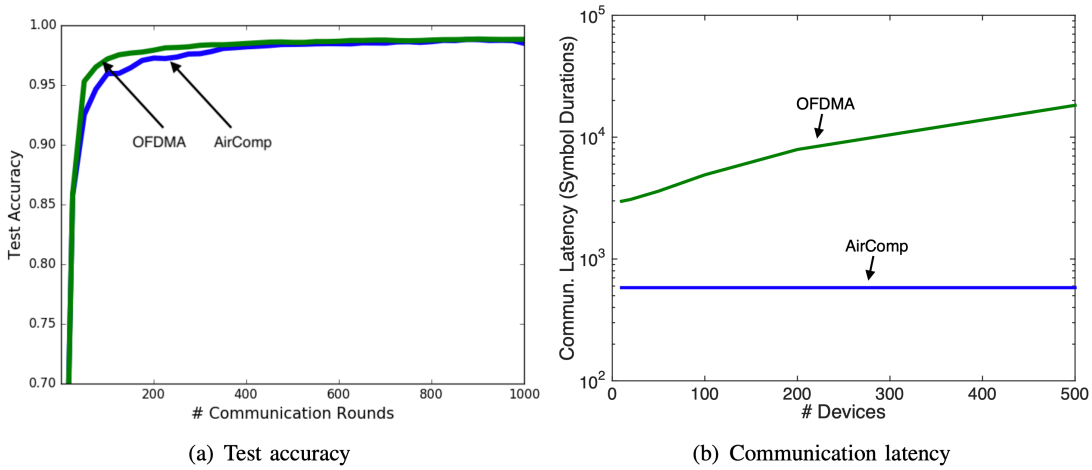 1.00
0.95
0.90
0.85
0.80
0.75
0.70
Test Accuracy
OFDMA
AirComp
200
400
600
800
1000
# Communication Rounds
(a) Test accuracy
10^5
10^4
10^3
10^2
Commun. Latency (Symbol Durations)
OFDMA
AirComp
0
100
200
300
400
500
# Devices
(b) Communication latency